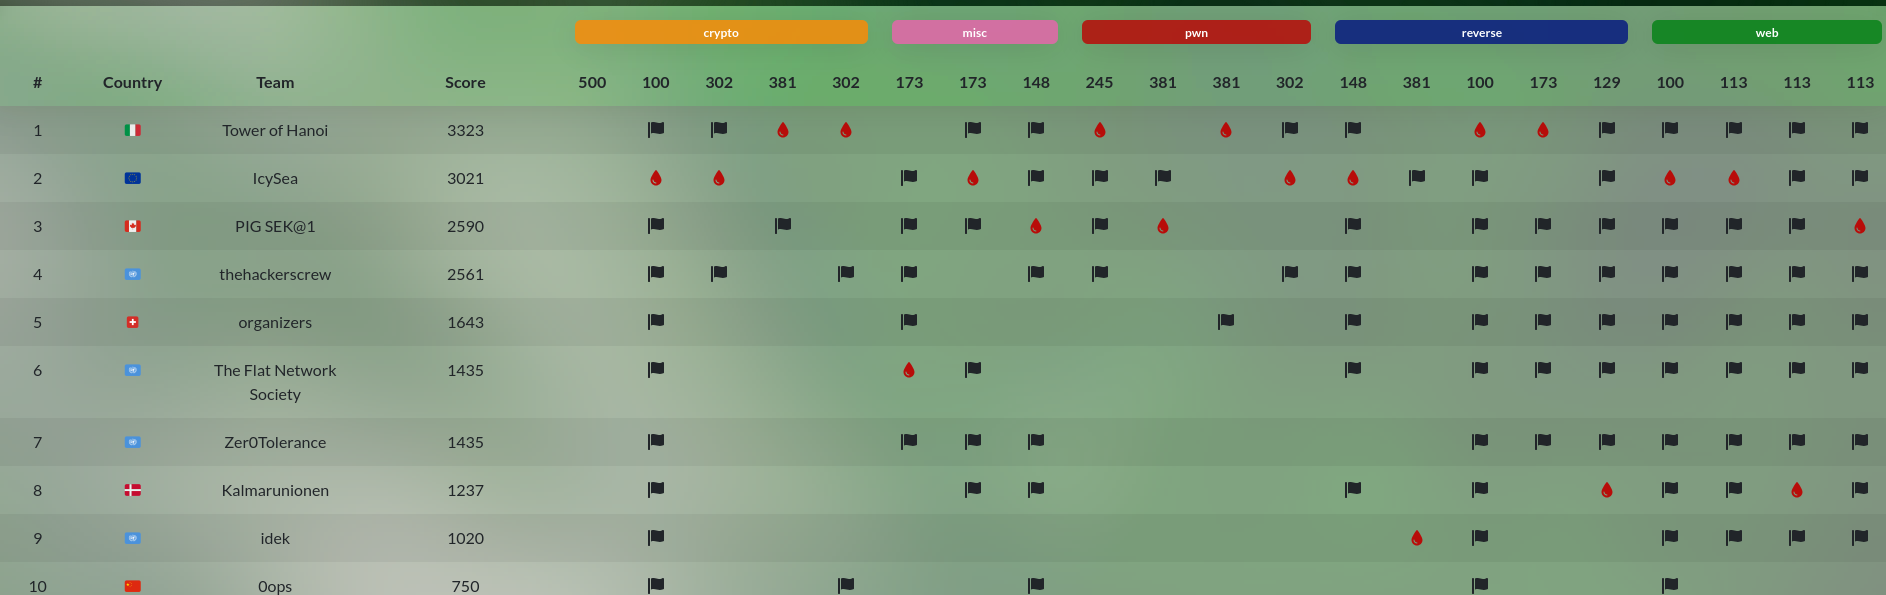 crypto misc pwn reverse web
# Country Team Score 500 100 302 381 302 173 173 148 245 381 381 302 148 381 100 173 129 100 113 113 113
1 Tower of Hanoi 3323
2 IcySea 3021
3 PIG SEK@1 2590
4 thehackerscrew 2561
5 organizers 1643
6 The Flat Network 1435
Society
7 Zer0Tolerance 1435
8 Kalmarunionen 1237
9 idek 1020
10 0ops 750